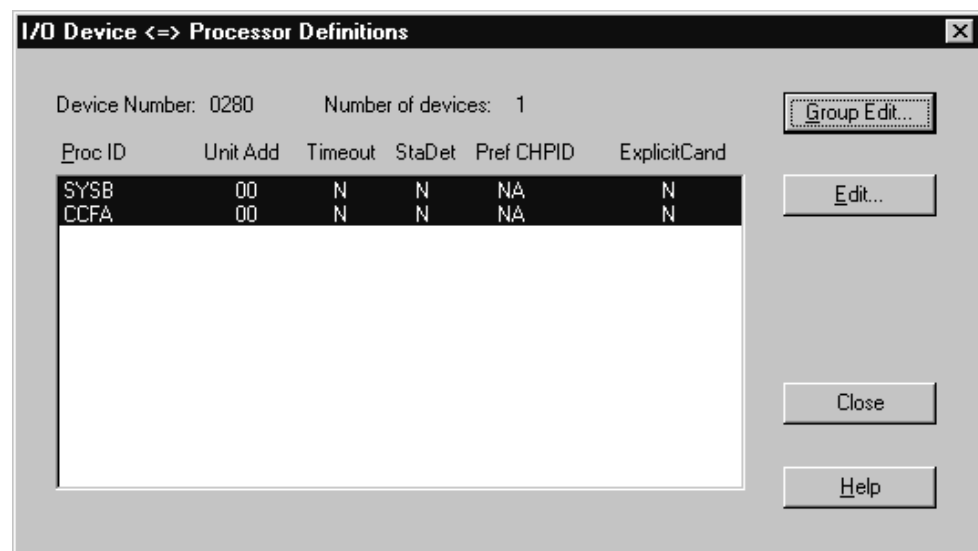 I/O Device <=> Processor Definitions
Device Number: 0280 Number of devices: 1
Group Edit...
Proc ID Unit Add Timeout StaDet Pref CHPID ExplicitCand
SYSB 00 N N NA N
CCFA 00 N N NA N
Edit...
Close
Help